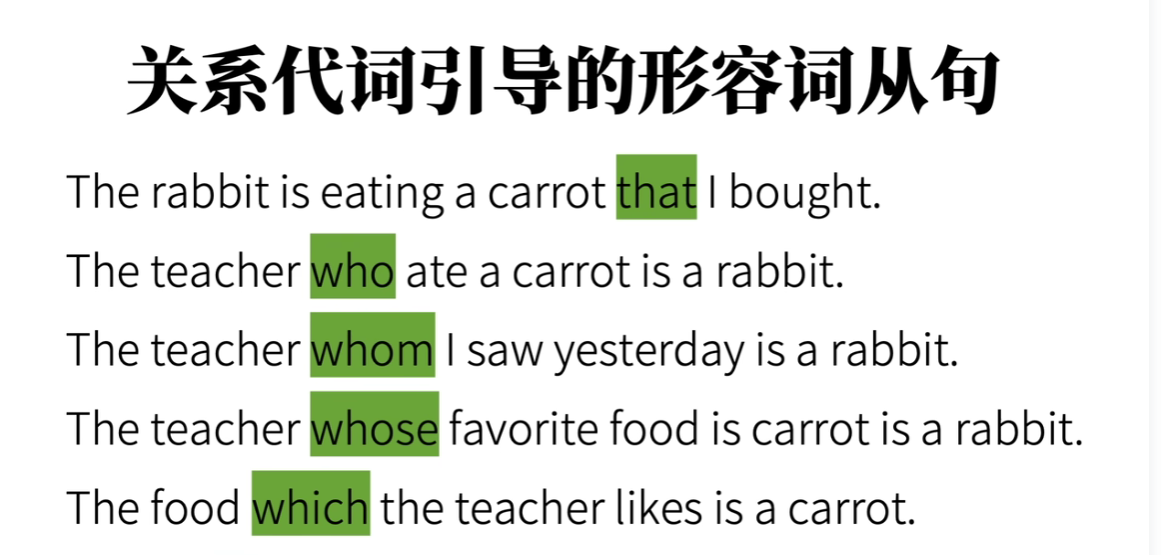 关系代词引导的形容词从句
The rabbit is eating a carrot that I bought.
The teacher who ate a carrot is a rabbit.
The teacher whom I saw yesterday is a rabbit.
The teacher whose favorite food is carrot is a rabbit.
The food which the teacher likes is a carrot.